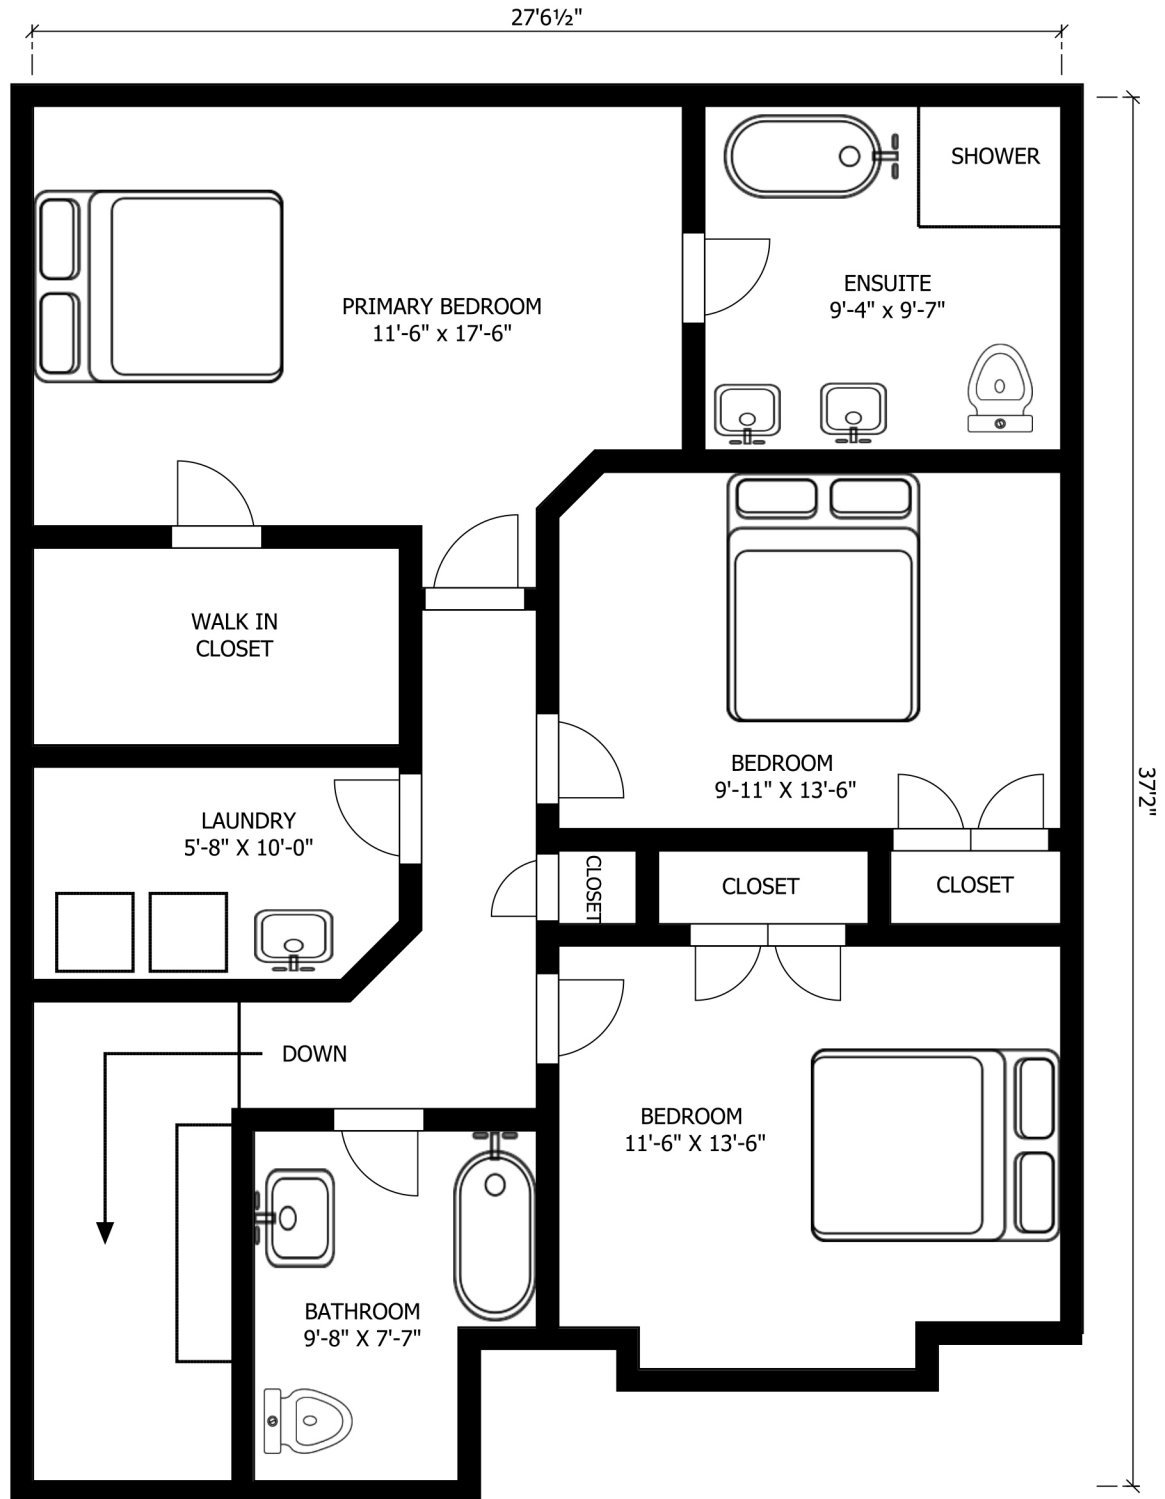 27'6½"
SHOWER
ENSUITE
9'-4" x 9'-7"
PRIMARY BEDROOM
11'-6" x 17'-6"
WALK IN
CLOSET
BEDROOM
9'-11" X 13'-6"
37'2"
LAUNDRY
5'-8" X 10'-0"
CLOSET
CLOSET
CLOSET
DOWN
BEDROOM
11'-6" X 13'-6"
BATHROOM
9'-8" X 7'-7"